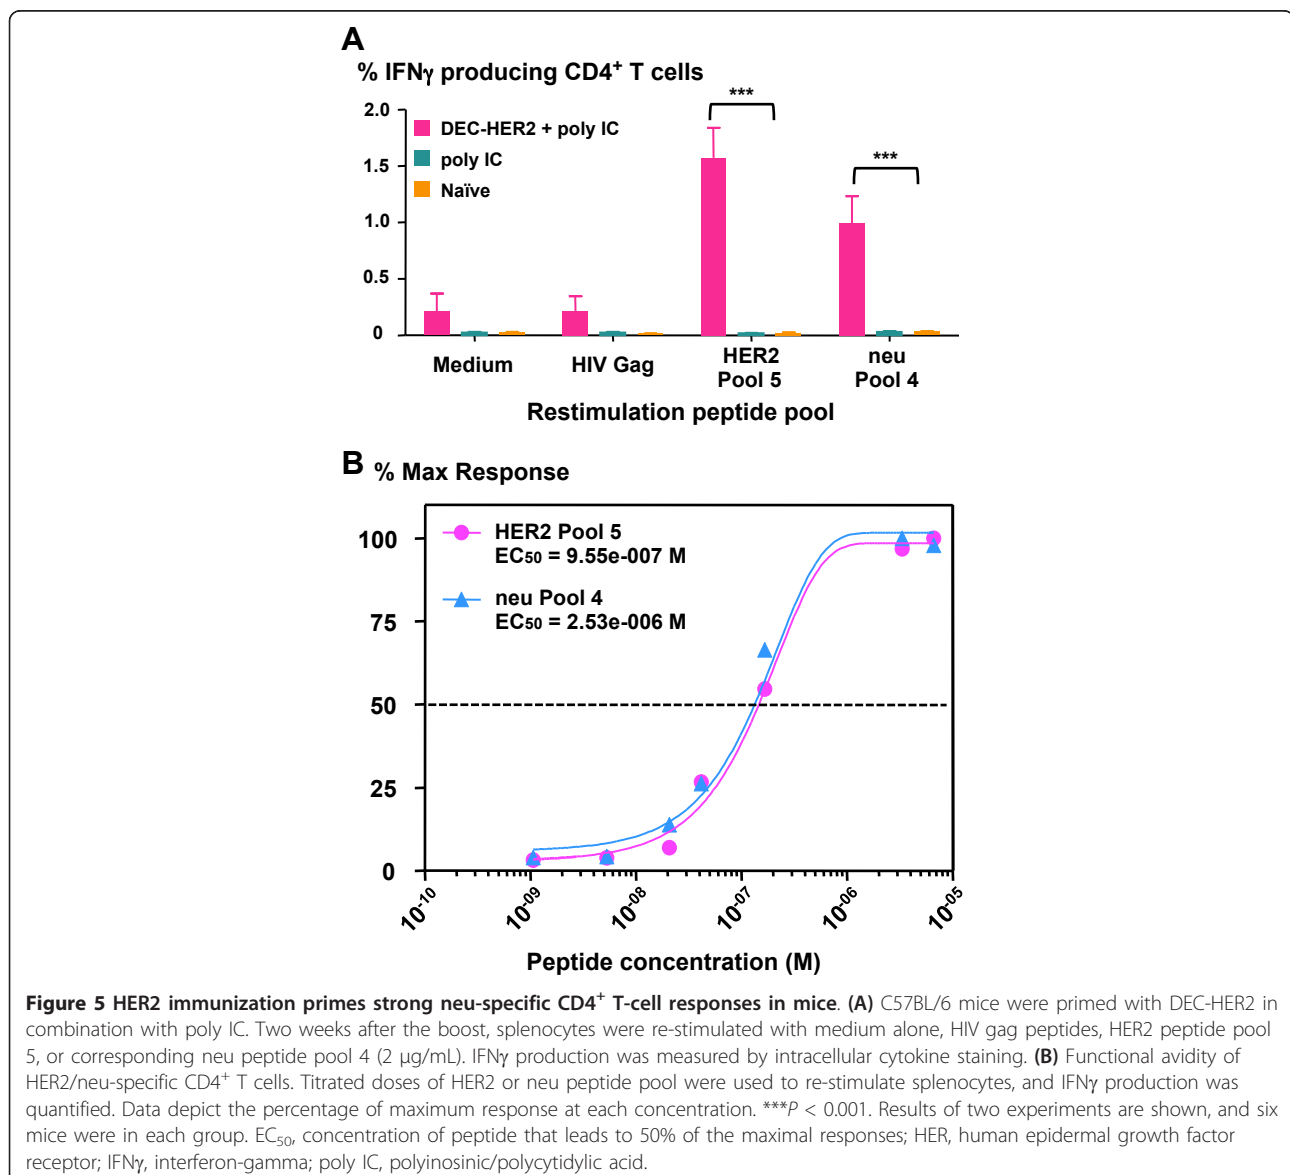 A
% IFNγ producing CD4+ T cells
***
2.0
DEC-HER2 + poly IC
***
1.5
poly IC
Naïve
1.0
0.5
0
Medium
HIV Gag
HER2
Pool 5
neu
Pool 4
Restimulation peptide pool
B
% Max Response
HER2 Pool 5
EC50 = 9.55e-007 M
neu Pool 4
EC50 = 2.53e-006 M
100
75
50
25
0
10-10
10-09
10-08
10-07
10-06
10-05
Peptide concentration (M)
Figure 5 HER2 immunization primes strong neu-specific CD4+ T-cell responses in mice. (A) C57BL/6 mice were primed with DEC-HER2 in
combination with poly IC. Two weeks after the boost, splenocytes were re-stimulated with medium alone, HIV gag peptides, HER2 peptide pool
5, or corresponding neu peptide pool 4 (2 μg/mL). IFNγ production was measured by intracellular cytokine staining. (B) Functional avidity of
HER2/neu-specific CD4+ T cells. Titrated doses of HER2 or neu peptide pool were used to re-stimulate splenocytes, and IFNγ production was
quantified. Data depict the percentage of maximum response at each concentration. ***P < 0.001. Results of two experiments are shown, and six
mice were in each group. EC50, concentration of peptide that leads to 50% of the maximal responses; HER, human epidermal growth factor
receptor; IFNγ, interferon-gamma; poly IC, polyinosinic/polycytidylic acid.